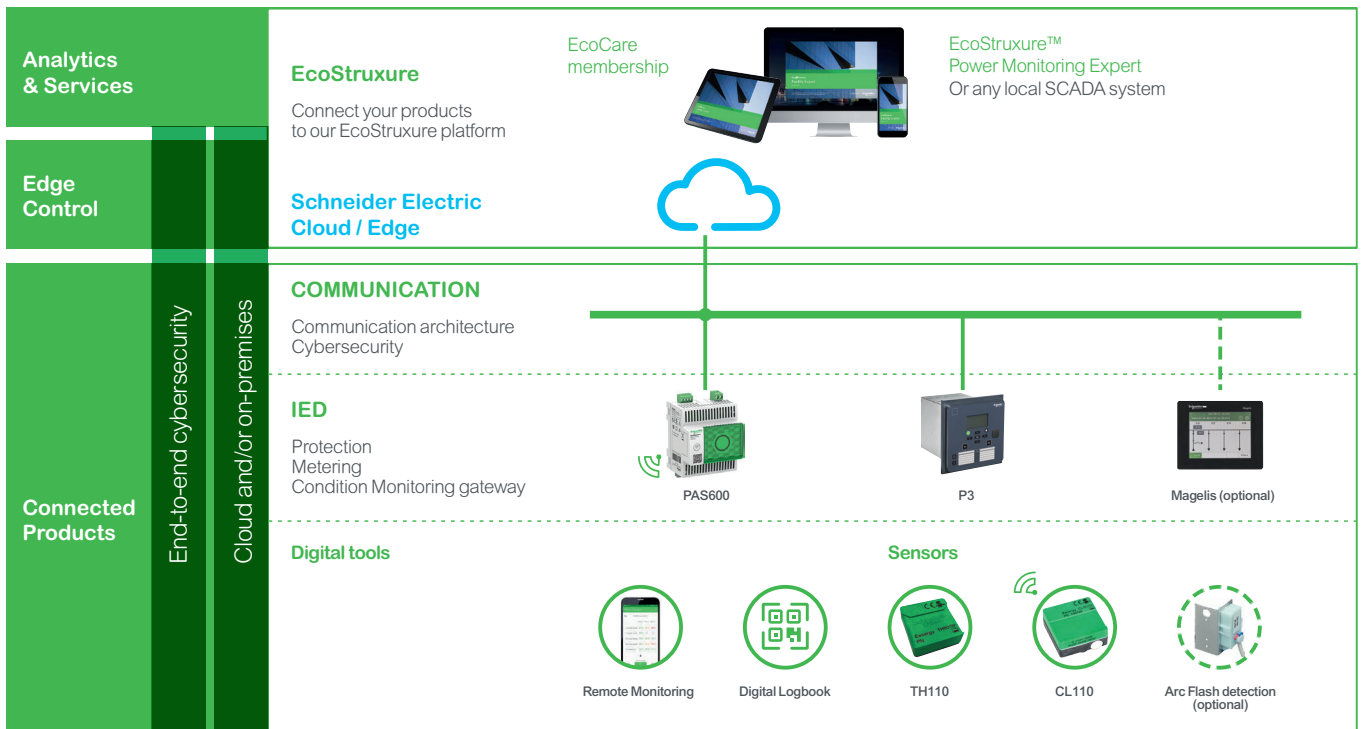 Analytics
& Services
EcoStruxure
Connect your products
to our EcoStruxure platform
EcoCare
membership
EcoStruxure™
Power Monitoring Expert
Or any local SCADA system
Edge
Control
Schneider Electric
Cloud / Edge
Connected
Products
End-to-end cybersecurity
Cloud and/or on-premises
COMMUNICATION
Communication architecture
Cybersecurity
IED
Protection
Metering
Condition Monitoring gateway
PAS600
P3
Magelis (optional)
Digital tools
Sensors
Remote Monitoring
Digital Logbook
TH110
CL110
Arc Flash detection
(optional)